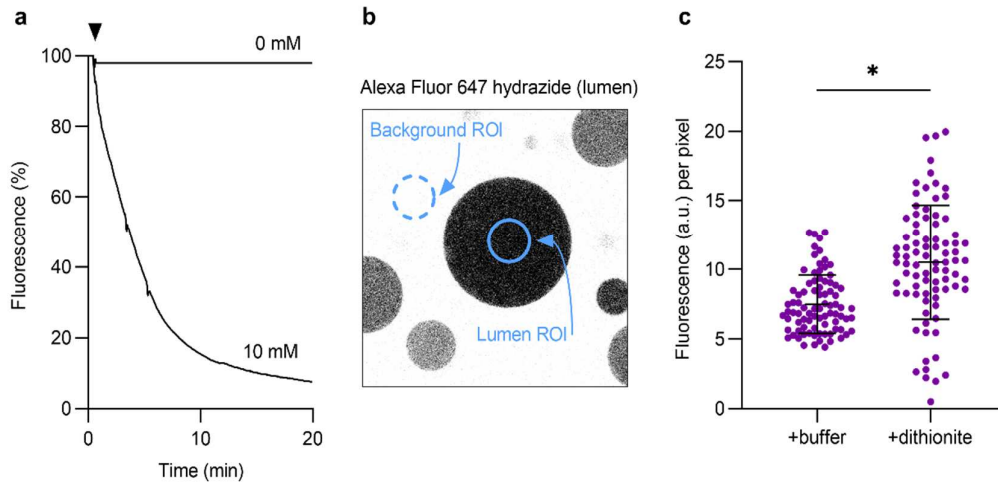 a
0 mM
100
80
60
40
20
0
Fluorescence (%)
10 mM
0
10
20
Time (min)
b
Alexa Fluor 647 hydrazide (lumen)
Background ROI
Lumen ROI
c
25
20
15
10
5
0
Fluorescence (a.u.) per pixel
*
+buffer
+dithionite